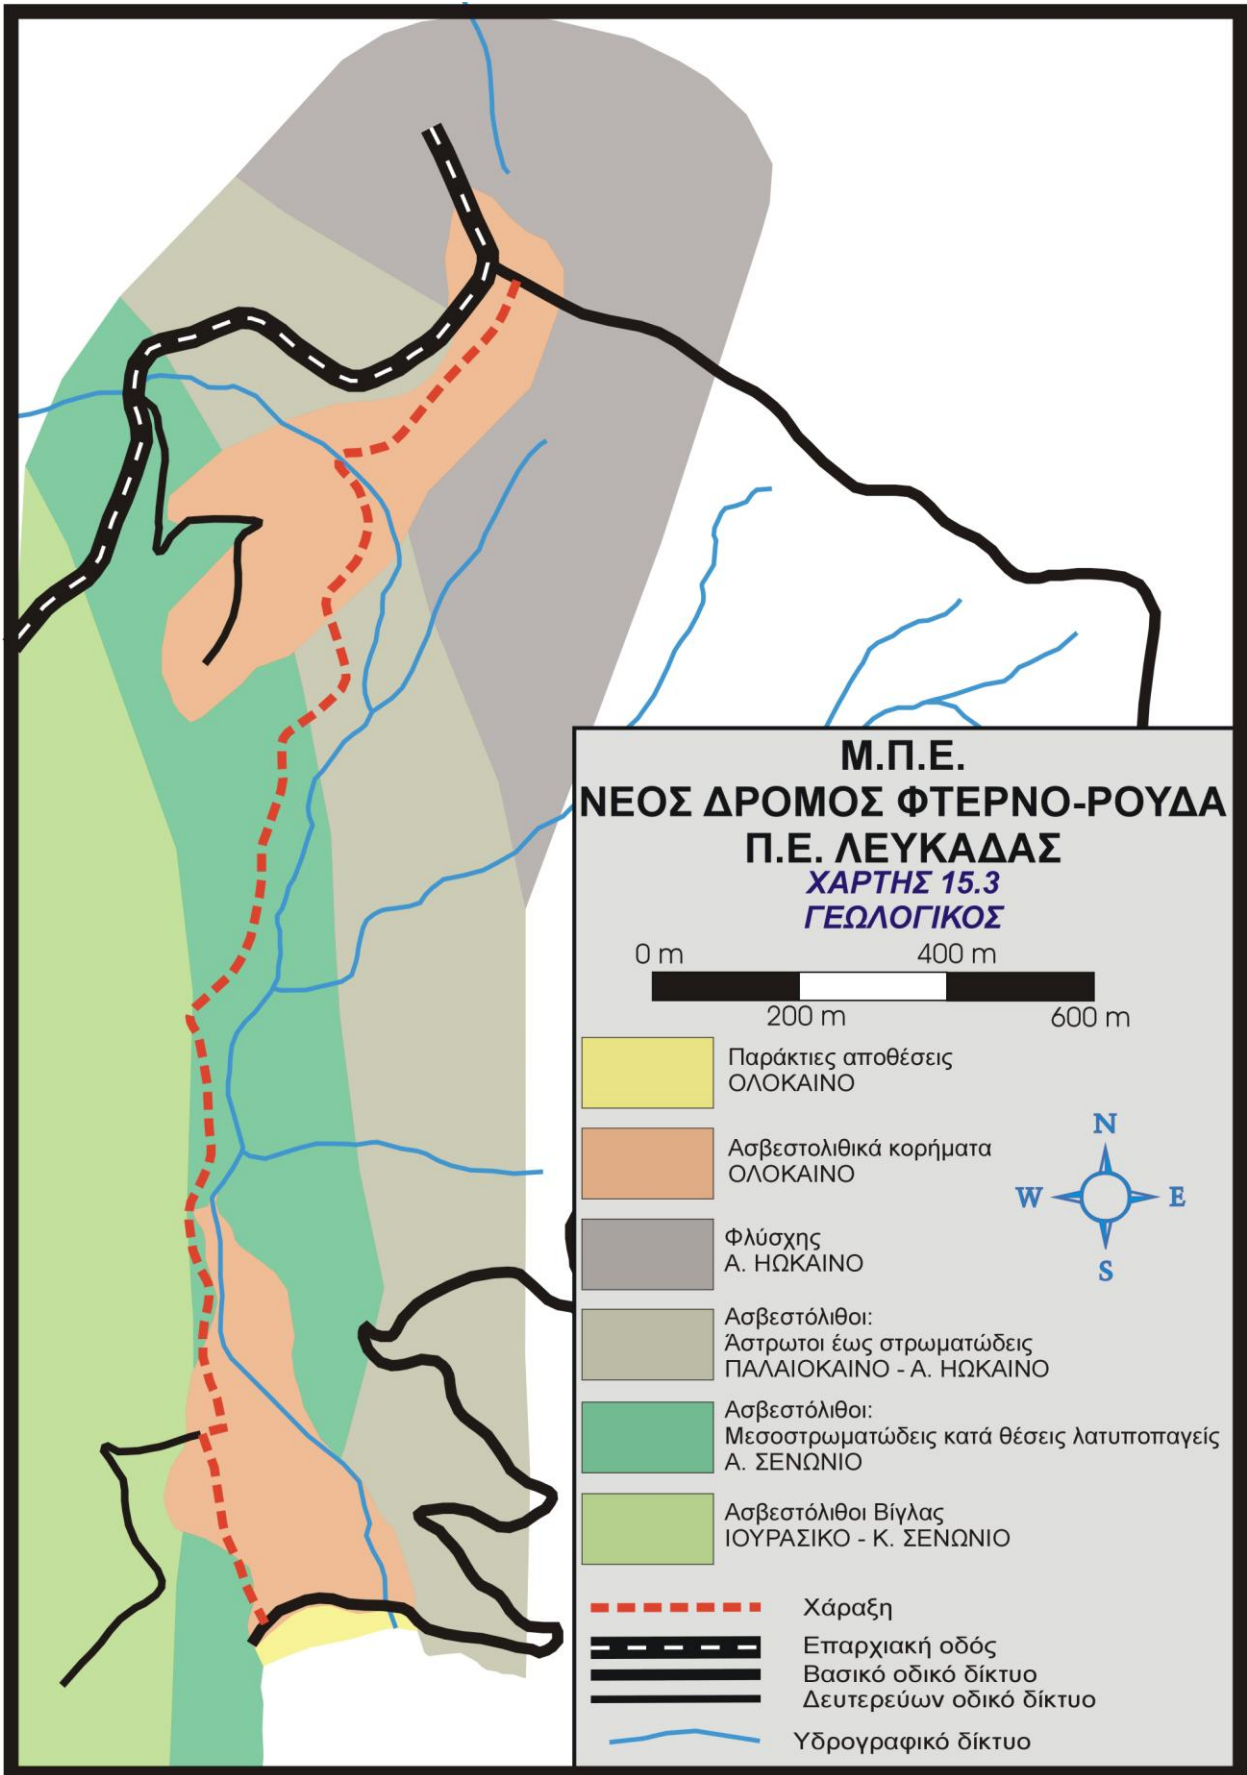 Μ.Π.Ε.
ΝΕΟΣ ΔΡΟΜΟΣ ΦΤΕΡΝΟ-ΡΟΥΔΑ
Π.Ε. ΛΕΥΚΑΔΑΣ
ΧΑΡΤΗΣ 15.3
ΓΕΩΛΟΓΙΚΟΣ
0 m 400 m
200 m 600 m
Παράκτιες αποθέσεις
ΟΛΟΚΑΙΝΟ
Ασβεστολιθικά κορήματα
ΟΛΟΚΑΙΝΟ
N
W E
S
Φλύσχης
Α. ΗΩΚΑΙΝΟ
Ασβεστόλιθοι:
Άστρωτοι έως στρωματώδεις
ΠΑΛΑΙΟΚΑΙΝΟ - Α. ΗΩΚΑΙΝΟ
Ασβεστόλιθοι:
Μεσοστρωματώδεις κατά θέσεις λατυποπαγείς
Α. ΣΕΝΩΝΙΟ
Ασβεστόλιθοι Βίγλας
ΙΟΥΡΑΣΙΚΟ - Κ. ΣΕΝΩΝΙΟ
Χάραξη
Επαρχιακή οδός
Βασικό οδικό δίκτυο
Δευτερεύων οδικό δίκτυο
Υδρογραφικό δίκτυο